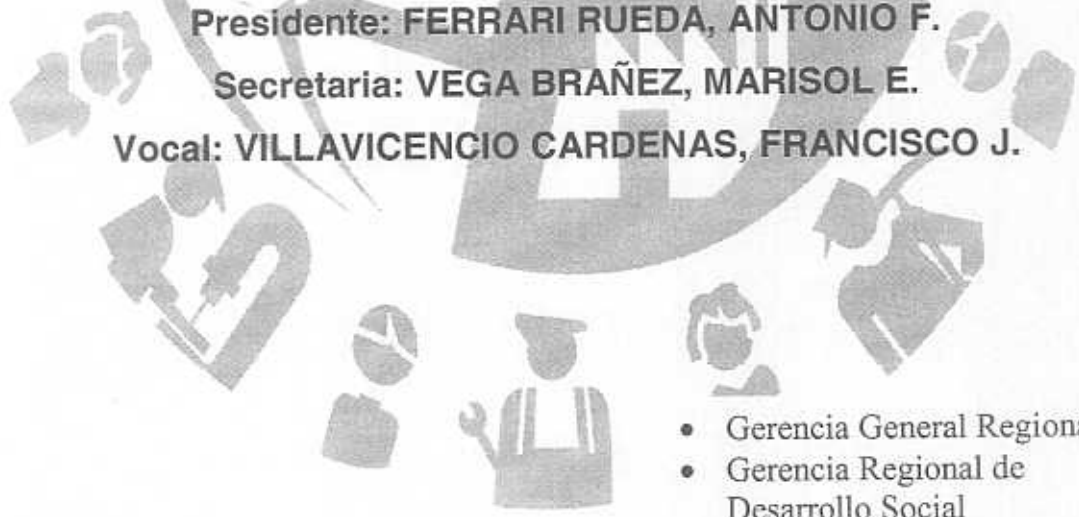 Presidente: FERRARI RUEDA, ANTONIO F.
Secretaria: VEGA BRAÑEZ, MARISOL E.
Vocal: VILLAVICENCIO CARDENAS, FRANCISCO J.
• Gerencia General Regiona
• Gerencia Regional de
Desarrollo Social